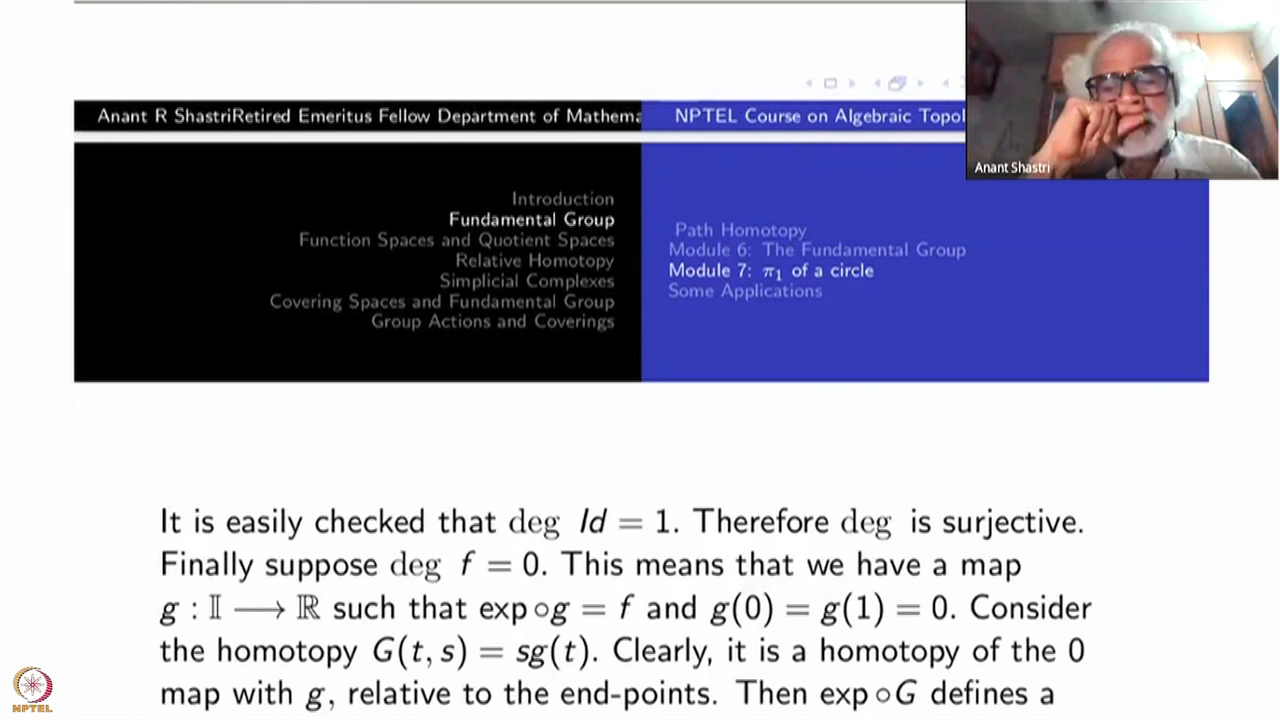 Anant R ShastriRetired Emeritus Fellow Department of Mathema
NPTEL Course on Algebraic Topol
Anant Shastri
Introduction
Fundamental Group
Function Spaces and Quotient Spaces
Relative Homotopy
Simplicial Complexes
Covering Spaces and Fundamental Group
Group Actions and Coverings
Path Homotopy
Module 6: The Fundamental Group
Module 7: π₁ of a circle
Some Applications
It is easily checked that deg Id = 1. Therefore deg is surjective.
Finally suppose deg f = 0. This means that we have a map
g : 𝕀 ⟶ ℝ such that exp ∘g = f and g(0) = g(1) = 0. Consider
the homotopy G(t, s) = sg(t). Clearly, it is a homotopy of the 0
map with g, relative to the end-points. Then exp ∘G defines a
NPTEL